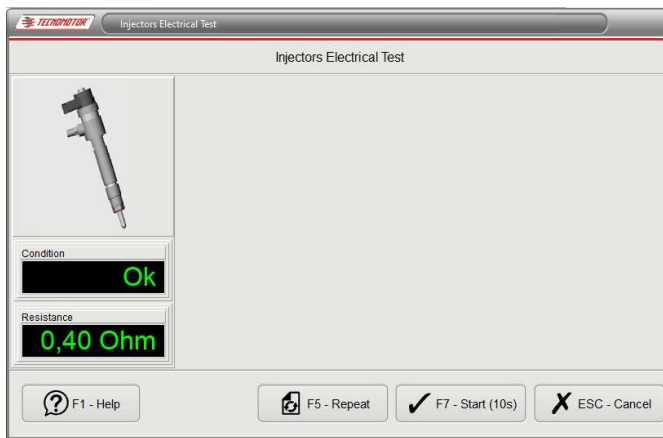 TECNOMOTOR Injectors Electrical Test
Injectors Electrical Test
Condition
Ok
Resistance
0,40 Ohm
F1 - Help
F5 - Repeat
F7 - Start (10s)
ESC - Cancel